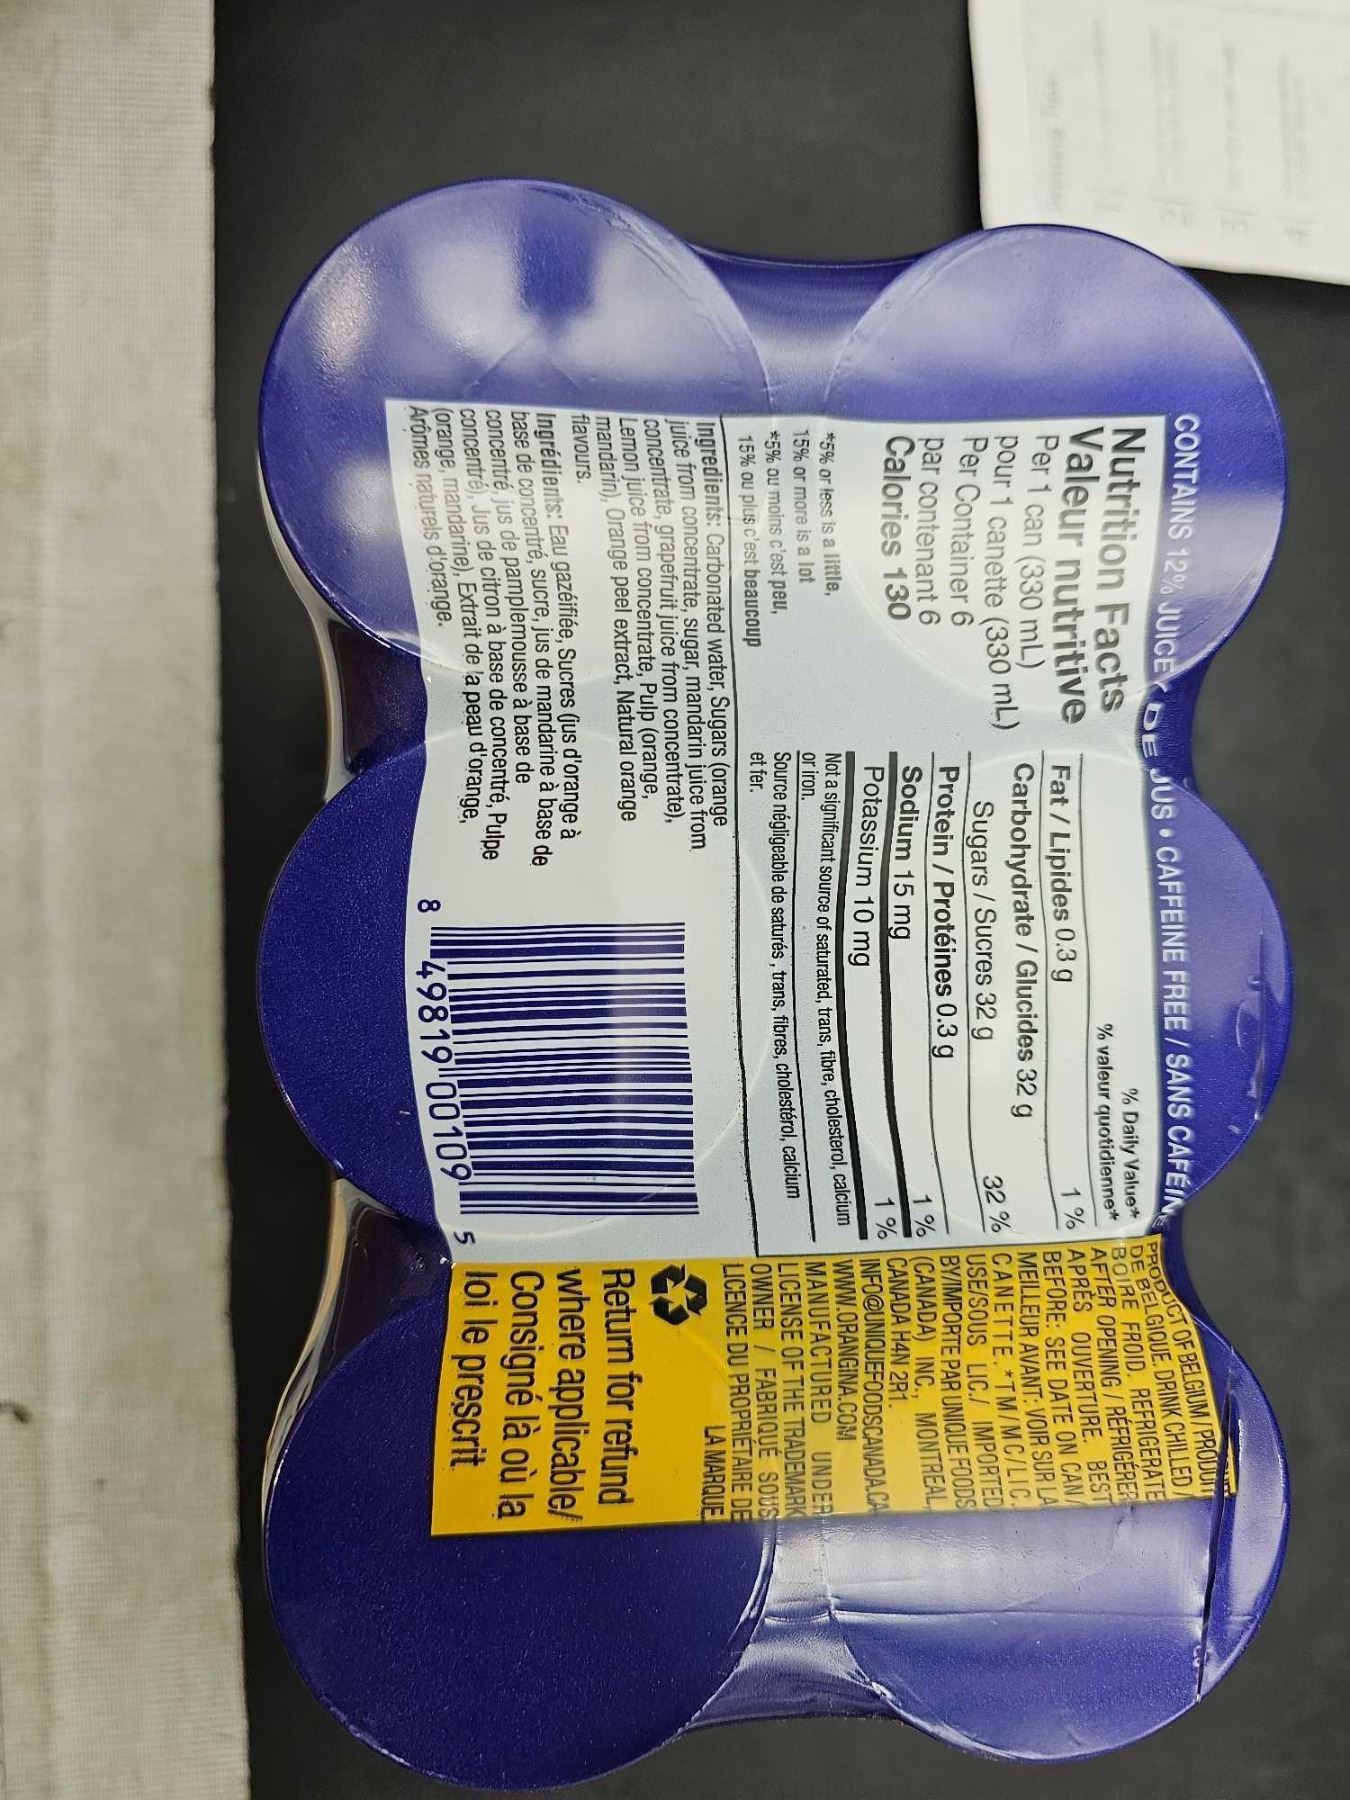 CONTAINS 12% JUICE / DE JUS • CAFFEINE FREE / SANS CAFÉINE
Nutrition Facts
Valeur nutritive
Per 1 can (330 mL)
pour 1 canette (330 mL)
Per Container 6
par contenant 6
Calories 130
*5% or less is a little,
15% or more is a lot
*5% ou moins c'est peu,
15% ou plus c'est beaucoup
% Daily Value*
% valeur quotidienne*
Fat / Lipides 0.3 g 1 %
Carbohydrate / Glucides 32 g
Sugars / Sucres 32 g 32 %
Protein / Protéines 0.3 g
Sodium 15 mg 1 %
Potassium 10 mg 1 %
Not a significant source of saturated, trans, fibre, cholesterol, calcium
or iron.
Source négligeable de saturés, trans, fibres, cholestérol, calcium
et fer.
Ingredients: Carbonated water, Sugars (orange
juice from concentrate, sugar, mandarin juice from
concentrate, grapefruit juice from concentrate),
Lemon juice from concentrate, Pulp (orange,
mandarin), Orange peel extract, Natural orange
flavours.
Ingrédients: Eau gazéifiée, Sucres (jus d'orange à
base de concentré, sucre, jus de mandarine à base de
concentré, jus de pamplemousse à base de
concentré), Jus de citron à base de concentré, Pulpe
(orange, mandarine), Extrait de la peau d'orange,
Arômes naturels d'orange.
8 49819 00109 5
PRODUCT OF BELGIUM PRODUIT
DE BELGIQUE. DRINK CHILLED /
BOIRE FROID. REFRIGERATE
AFTER OPENING / RÉFRIGÉRER
APRÈS OUVERTURE. BEST
BEFORE: SEE DATE ON CAN /
MEILLEUR AVANT: VOIR SUR LA
CANETTE. *TM/MC/LIC.
USE/SOUS LIC./ IMPORTED
BY/IMPORTE PAR UNIQUE FOODS
(CANADA) INC., MONTREAL,
CANADA H4N 2R1.
INFO@UNIQUEFOODSCANADA.CA
WWW.ORANGINA.COM
MANUFACTURED UNDER
LICENSE OF THE TRADEMARK
OWNER / FABRIQUÉ SOUS
LICENCE DU PROPRIÉTAIRE DE
LA MARQUE.
Return for refund
where applicable/
Consigné là où la
loi le prescrit